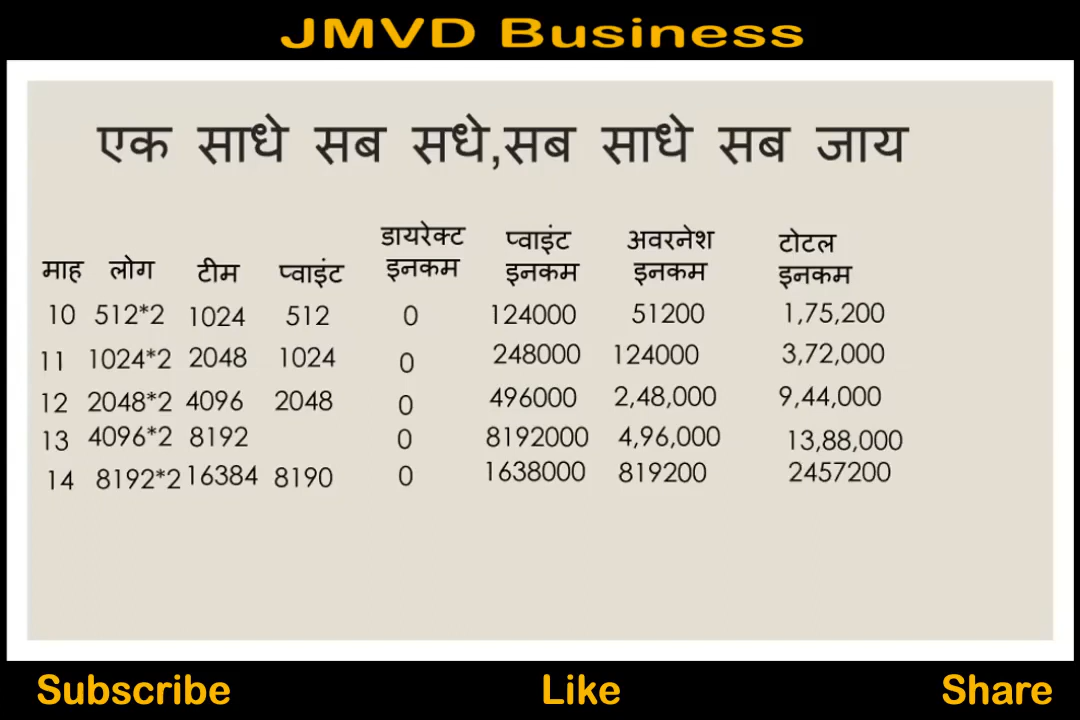 JMVD Business
एक साधे सब सधे,सब साधे सब जाय
माह लोग टीम प्वाइंट डायरेक्ट इनकम प्वाइंट इनकम अवरनेश इनकम टोटल इनकम
10 512*2 1024 512 0 124000 51200 1,75,200
11 1024*2 2048 1024 0 248000 124000 3,72,000
12 2048*2 4096 2048 0 496000 2,48,000 9,44,000
13 4096*2 8192 0 8192000 4,96,000 13,88,000
14 8192*2 16384 8190 0 1638000 819200 2457200
Subscribe Like Share